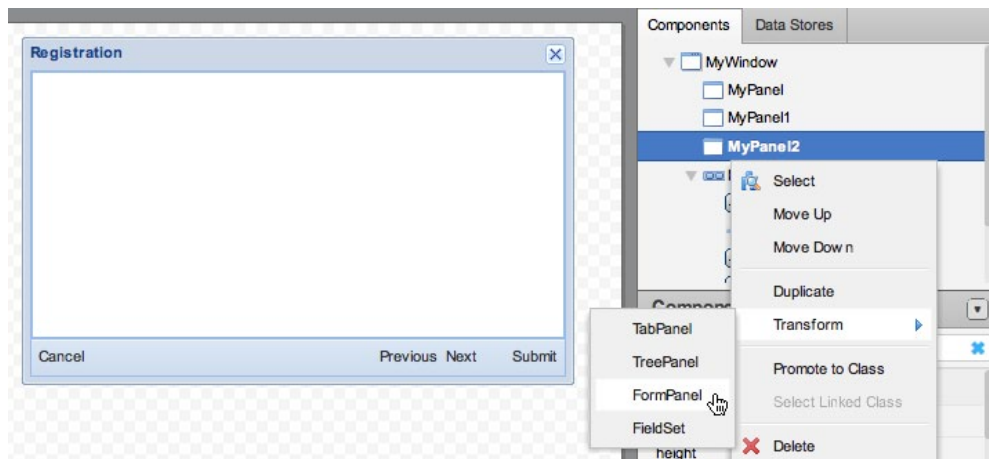 Registration
Cancel
Previous Next Submit
Components Data Stores
MyWindow
MyPanel
MyPanel1
MyPanel2
Select
Move Up
Move Down
Duplicate
Transform
Promote to Class
Select Linked Class
Delete
TabPanel
TreePanel
FormPanel
FieldSet
height